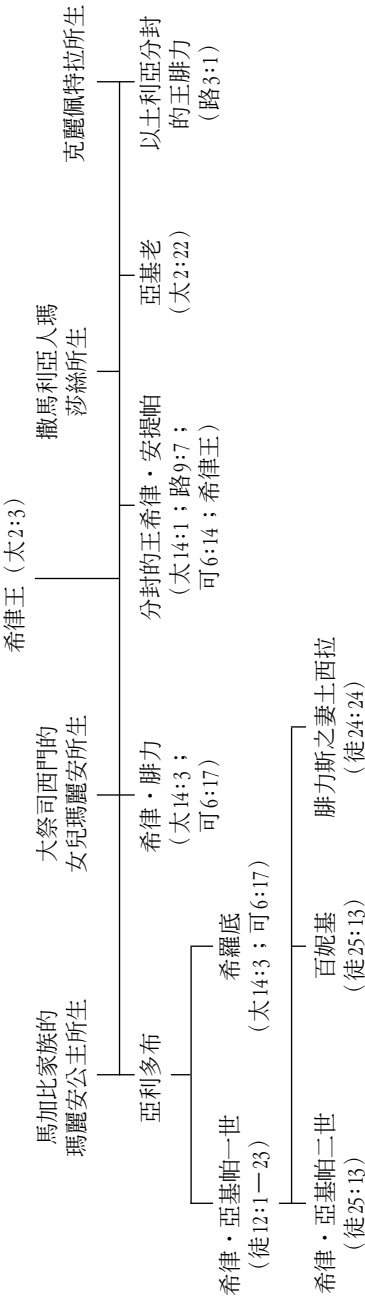 希律王（太2:3）
馬加比家族的
瑪麗安公主所生
大祭司西門的
女兒瑪麗安所生
撒馬利亞人瑪
莎絲所生
克麗佩特拉所生
亞利多布
希律・腓力
（太14:3；
可6:17）
分封的王希律・安提帕
（太14:1；路9:7；
可6:14；希律王）
亞基老
（太2:22）
以土利亞分封
的王腓力
（路3:1）
希律・亞基帕一世
（徒12:1—23）
希羅底
（太14:3；可6:17）
希律・亞基帕二世
（徒25:13）
百妮基
（徒25:13）
腓力斯之妻土西拉
（徒24:24）